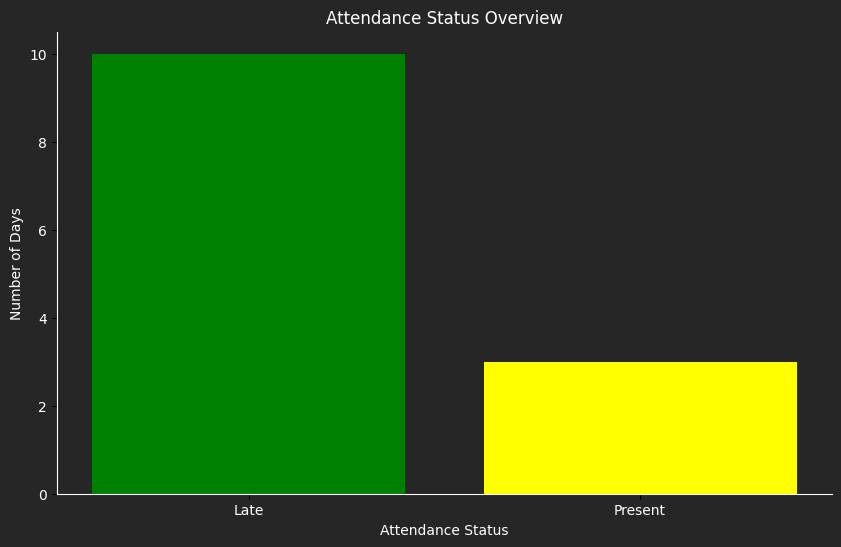 Attendance Status Overview
10
8
6
4
2
0
Number of Days
Late
Present
Attendance Status